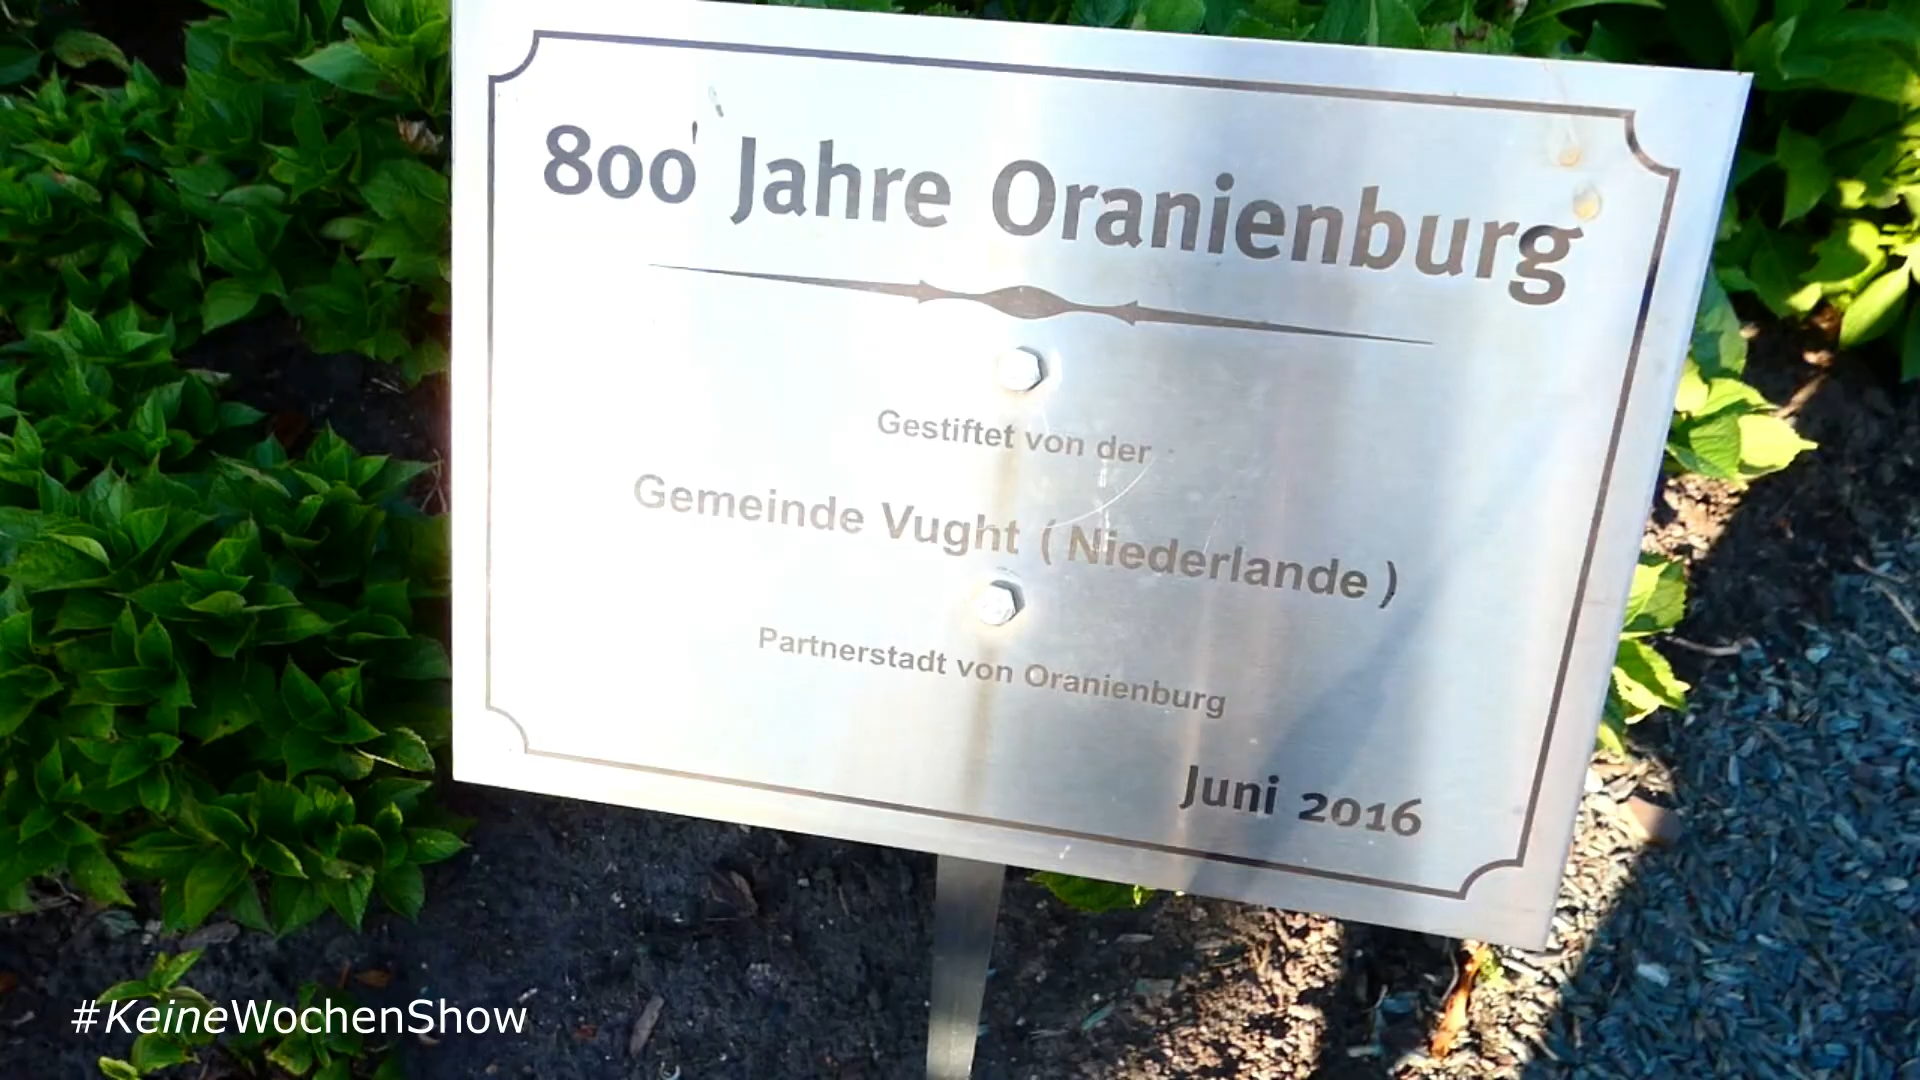 800' Jahre Oranienburg
Gestiftet von der
Gemeinde Vught ( Niederlande )
Partnerstadt von Oranienburg
Juni 2016
#KeineWochenShow